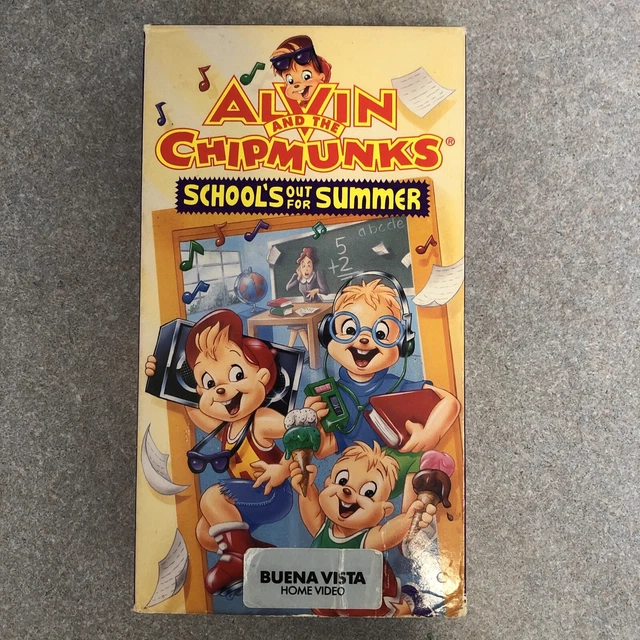 ALVIN
AND THE
CHIPMUNKS®
SCHOOL'S OUT FOR SUMMER
abcde
5
+2
BUENA VISTA
HOME VIDEO
C